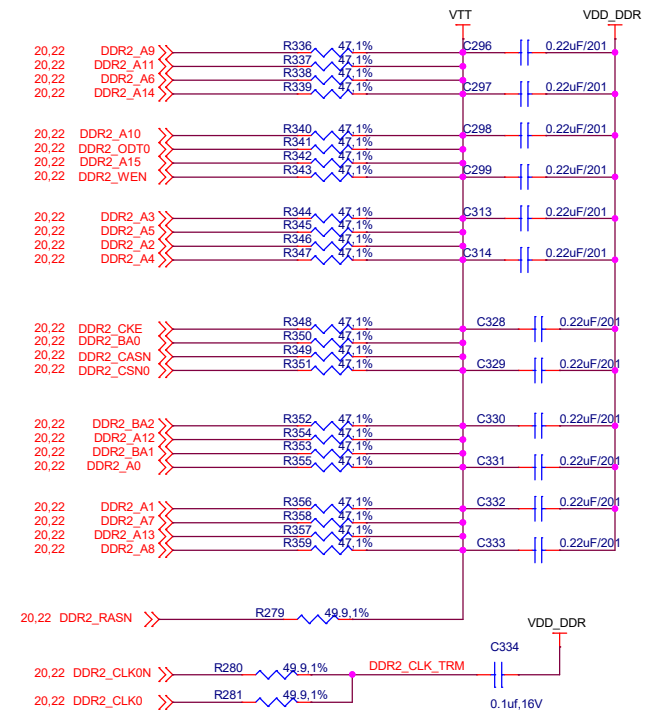 VTT VDD_DDR
20,22 DDR2_A9 R336 47,1% C296 0.22uF/201
20,22 DDR2_A11 R337 47,1%
20,22 DDR2_A6 R338 47,1%
20,22 DDR2_A14 R339 47,1% C297 0.22uF/201
20,22 DDR2_A10 R340 47,1% C298 0.22uF/201
20,22 DDR2_ODT0 R341 47,1%
20,22 DDR2_A15 R342 47,1%
20,22 DDR2_WEN R343 47,1% C299 0.22uF/201
20,22 DDR2_A3 R344 47,1% C313 0.22uF/201
20,22 DDR2_A5 R345 47,1%
20,22 DDR2_A2 R346 47,1%
20,22 DDR2_A4 R347 47,1% C314 0.22uF/201
20,22 DDR2_CKE R348 47,1% C328 0.22uF/201
20,22 DDR2_BA0 R350 47,1%
20,22 DDR2_CASN R349 47,1%
20,22 DDR2_CSN0 R351 47,1% C329 0.22uF/201
20,22 DDR2_BA2 R352 47,1% C330 0.22uF/201
20,22 DDR2_A12 R354 47,1%
20,22 DDR2_BA1 R353 47,1%
20,22 DDR2_A0 R355 47,1% C331 0.22uF/201
20,22 DDR2_A1 R356 47,1% C332 0.22uF/201
20,22 DDR2_A7 R358 47,1%
20,22 DDR2_A13 R357 47,1%
20,22 DDR2_A8 R359 47,1% C333 0.22uF/201
20,22 DDR2_RASN R279 49.9,1%
VDD_DDR
C334
20,22 DDR2_CLK0N R280 49.9,1% DDR2_CLK_TRM
20,22 DDR2_CLK0 R281 49.9,1% 0.1uf,16V